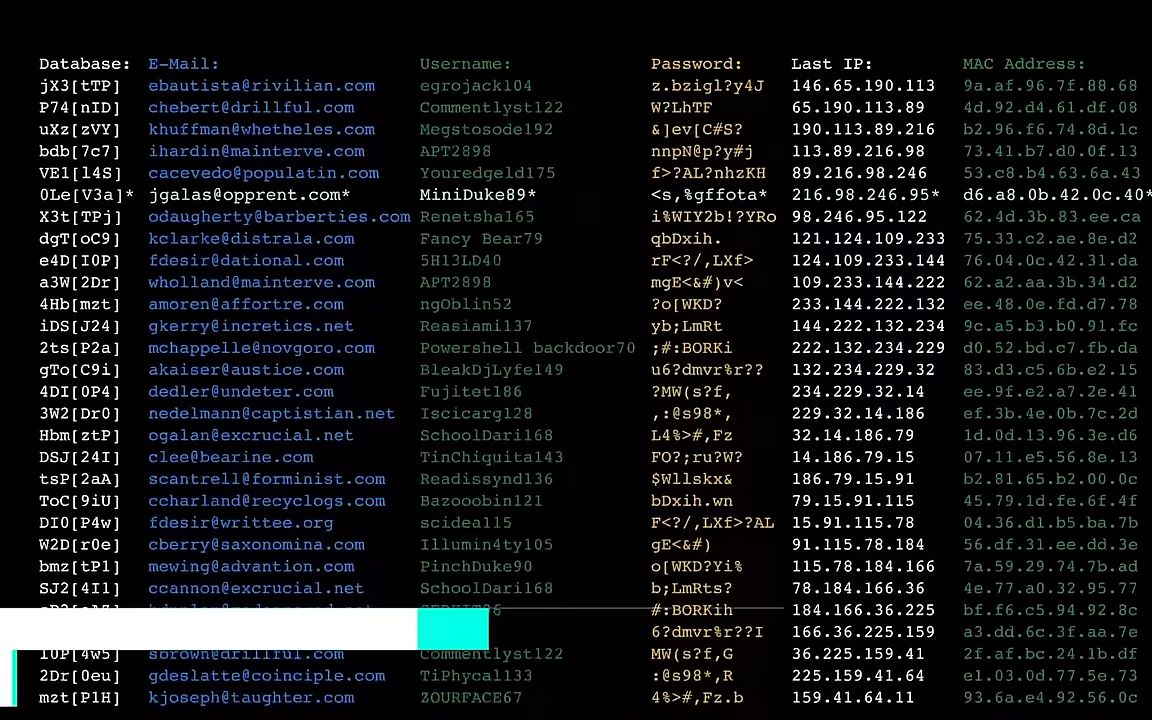 Database: E-Mail: Username: Password: Last IP: MAC Address:
jX3[tTP] ebautista@rivilian.com egrojack104 z.bzigl?y4J 146.65.190.113 9a.af.96.7f.88.68
P74[nID] chebert@drillful.com Commentlyst122 W?LhTF 65.190.113.89 4d.92.d4.61.df.08
uXz[zVY] khuffman@whetheles.com Megstosode192 &]ev[C#S? 190.113.89.216 b2.96.f6.74.8d.1c
bdb[7c7] ihardin@mainterve.com APT2898 nnpN@p?y#j 113.89.216.98 73.41.b7.d0.0f.13
VE1[l4S] cacevedo@populatin.com Youredgeld175 f>?AL?nhzKH 89.216.98.246 53.c8.b4.63.6a.43
0Le[V3a]* jgalas@opprent.com* MiniDuke89* <s,%gffota* 216.98.246.95* d6.a8.0b.42.0c.40*
X3t[TPj] odaugherty@barberties.com Renetsha165 i%WIY2b!?YRo 98.246.95.122 62.4d.3b.83.ee.ca
dgT[oC9] kclarke@distrala.com Fancy Bear79 qbDxih. 121.124.109.233 75.33.c2.ae.8e.d2
e4D[I0P] fdesir@dational.com 5H13LD40 rF<?/,LXf> 124.109.233.144 76.04.0c.42.31.da
a3W[2Dr] wholland@mainterve.com APT2898 mgE<&#)v< 109.233.144.222 62.a2.aa.3b.34.d2
4Hb[mzt] amoren@affortre.com ngOblin52 ?o[WKD? 233.144.222.132 ee.48.0e.fd.d7.78
iDS[J24] gkerry@incretics.net Reasiami137 yb;LmRt 144.222.132.234 9c.a5.b3.b0.91.fc
2ts[P2a] mchappelle@novgoro.com Powershell backdoor70 ;#:BORKi 222.132.234.229 d0.52.bd.c7.fb.da
gTo[C9i] akaiser@austice.com BleakDjLyfe149 u6?dmvr%r?? 132.234.229.32 83.d3.c5.6b.e2.15
4DI[0P4] dedler@undeter.com Fujitet186 ?MW(s?f, 234.229.32.14 ee.9f.e2.a7.2e.41
3W2[Dr0] nedelmann@captistian.net Iscicarg128 ,:@s98*, 229.32.14.186 ef.3b.4e.0b.7c.2d
Hbm[ztP] ogalan@excrucial.net SchoolDari168 L4%>#,Fz 32.14.186.79 1d.0d.13.96.3e.d6
DSJ[24I] clee@bearine.com TinChiquita143 FO?;ru?W? 14.186.79.15 07.11.e5.56.8e.13
tsP[2aA] scantrell@forminist.com Readissynd136 $Wllskx& 186.79.15.91 b2.81.65.b2.00.0c
ToC[9iU] ccharland@recyclogs.com Bazooobin121 bDxih.wn 79.15.91.115 45.79.1d.fe.6f.4f
DI0[P4w] fdesir@writtee.org scideal15 F<?/,LXf>?AL 15.91.115.78 04.36.d1.b5.ba.7b
W2D[r0e] cberry@saxonomina.com Illumin4ty105 gE<&#) 91.115.78.184 56.df.31.ee.dd.3e
bmz[tP1] mewing@advantion.com PinchDuke90 o[WKD?Yi% 115.78.184.166 7a.59.29.74.7b.ad
SJ2[4I1] ccannon@excrucial.net SchoolDari168 b;LmRts? 78.184.166.36 4e.77.a0.32.95.77
#:BORKih 184.166.36.225 bf.f6.c5.94.92.8c
6?dmvr%r??I 166.36.225.159 a3.dd.6c.3f.aa.7e
I0P[4w5] sbrown@drillful.com Commentlyst122 MW(s?f,G 36.225.159.41 2f.af.bc.24.1b.df
2Dr[0eu] gdeslatte@coinciple.com TiPhycal133 :@s98*,R 225.159.41.64 e1.03.0d.77.5e.73
mzt[P1H] kjoseph@taughter.com ZOURFACE67 4%>#,Fz.b 159.41.64.11 93.6a.e4.92.56.0c